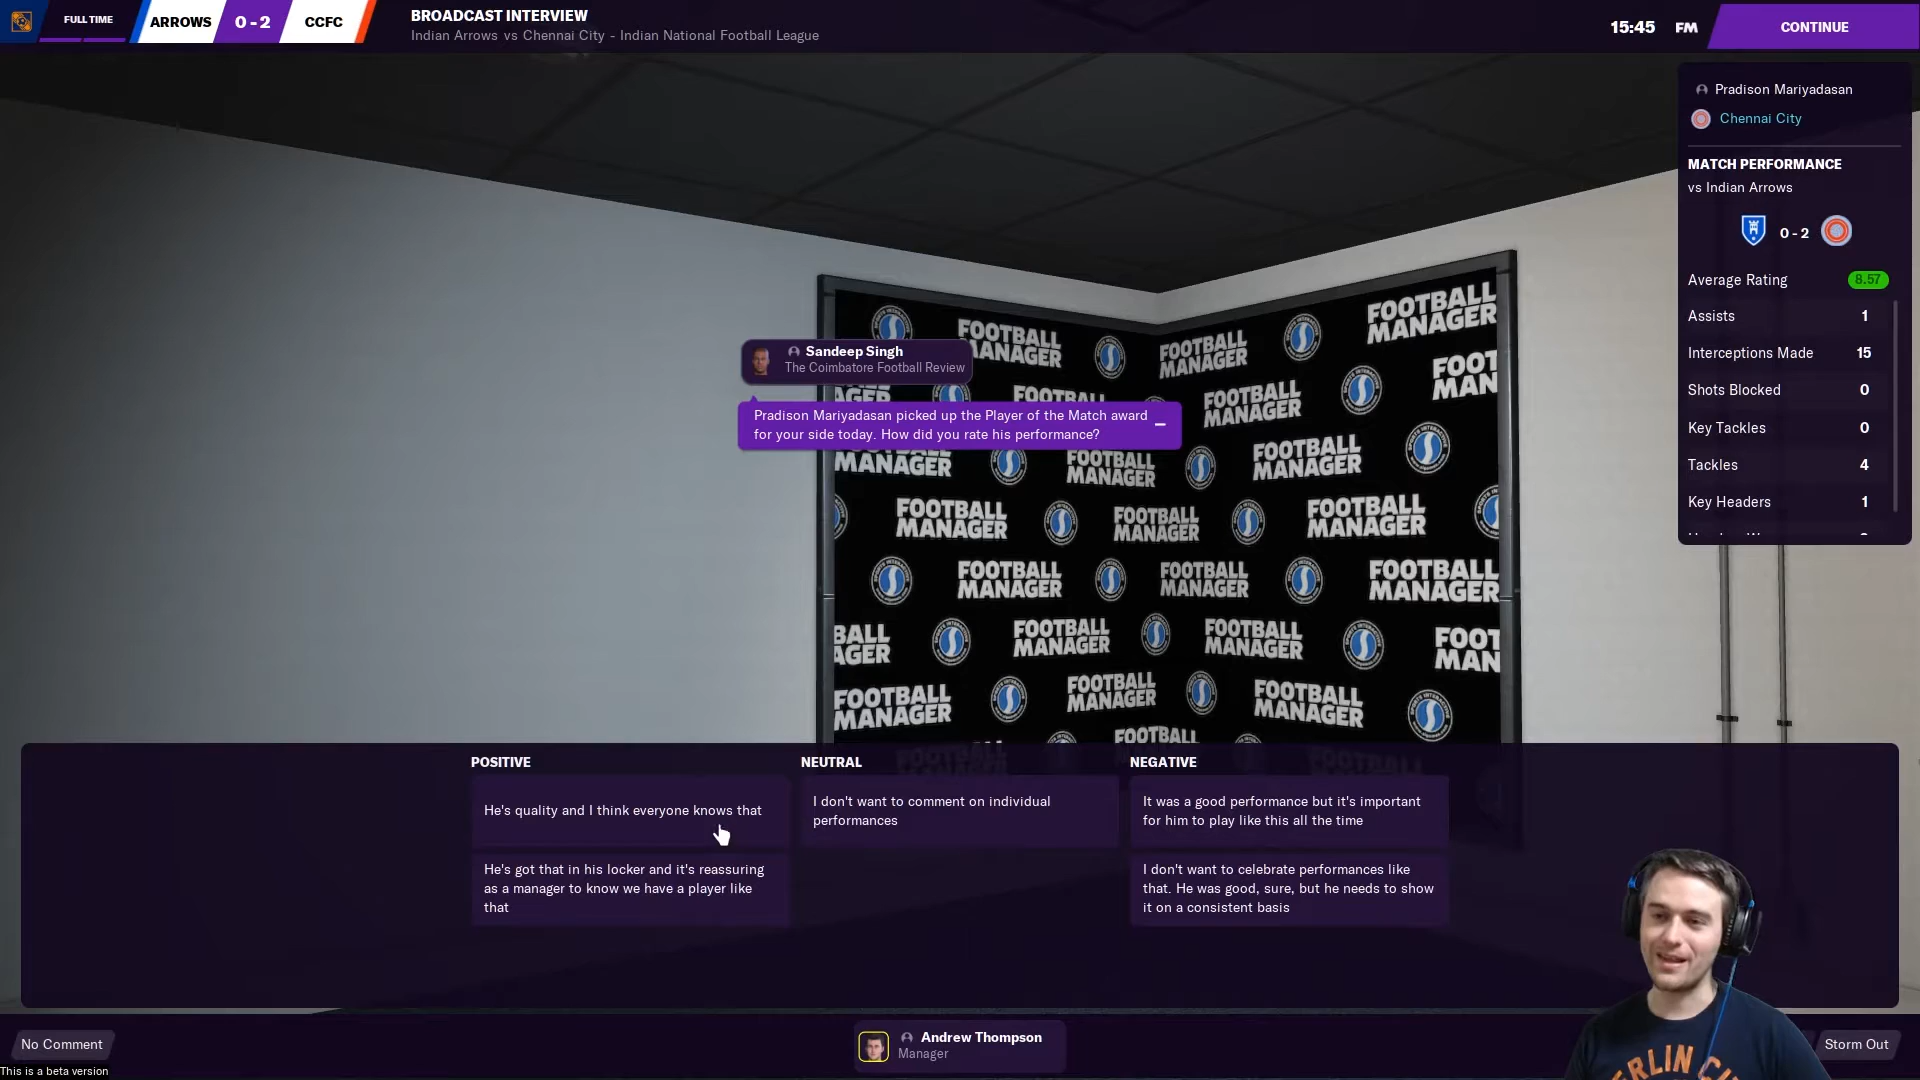 FULL TIME
ARROWS 0 - 2 CCFC
BROADCAST INTERVIEW
Indian Arrows vs Chennai City - Indian National Football League
15:45 FM CONTINUE
Pradison Mariyadasan
Chennai City
MATCH PERFORMANCE
vs Indian Arrows
0 - 2
Average Rating 8.57
Assists 1
Interceptions Made 15
Shots Blocked 0
Key Tackles 0
Tackles 4
Key Headers 1
Sandeep Singh
The Coimbatore Football Review
Pradison Mariyadasan picked up the Player of the Match award
for your side today. How did you rate his performance?
FOOTBALL
MANAGER
POSITIVE
He's quality and I think everyone knows that
He's got that in his locker and it's reassuring
as a manager to know we have a player like
that
NEUTRAL
I don't want to comment on individual
performances
NEGATIVE
It was a good performance but it's important
for him to play like this all the time
I don't want to celebrate performances like
that. He was good, sure, but he needs to show
it on a consistent basis
No Comment
Andrew Thompson
Manager
Storm Out
This is a beta version